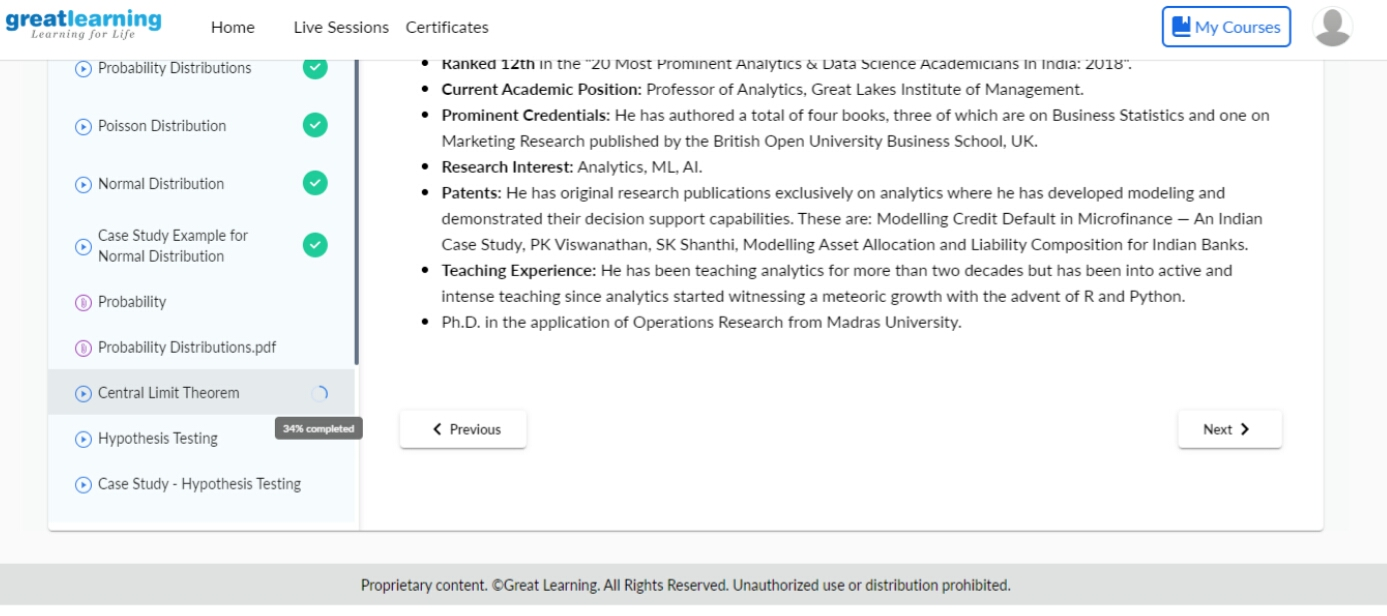 greatlearning
Learning for Life
Home Live Sessions Certificates
My Courses
Probability Distributions
Poisson Distribution
Normal Distribution
Case Study Example for
Normal Distribution
Probability
Probability Distributions.pdf
Central Limit Theorem
34% completed
Hypothesis Testing
Case Study - Hypothesis Testing
• Ranked 12th in the "20 Most Prominent Analytics & Data Science Academicians In India: 2018".
• Current Academic Position: Professor of Analytics, Great Lakes Institute of Management.
• Prominent Credentials: He has authored a total of four books, three of which are on Business Statistics and one on
Marketing Research published by the British Open University Business School, UK.
• Research Interest: Analytics, ML, AI.
• Patents: He has original research publications exclusively on analytics where he has developed modeling and
demonstrated their decision support capabilities. These are: Modelling Credit Default in Microfinance — An Indian
Case Study, PK Viswanathan, SK Shanthi, Modelling Asset Allocation and Liability Composition for Indian Banks.
• Teaching Experience: He has been teaching analytics for more than two decades but has been into active and
intense teaching since analytics started witnessing a meteoric growth with the advent of R and Python.
• Ph.D. in the application of Operations Research from Madras University.
Previous
Next
Proprietary content. ©Great Learning. All Rights Reserved. Unauthorized use or distribution prohibited.